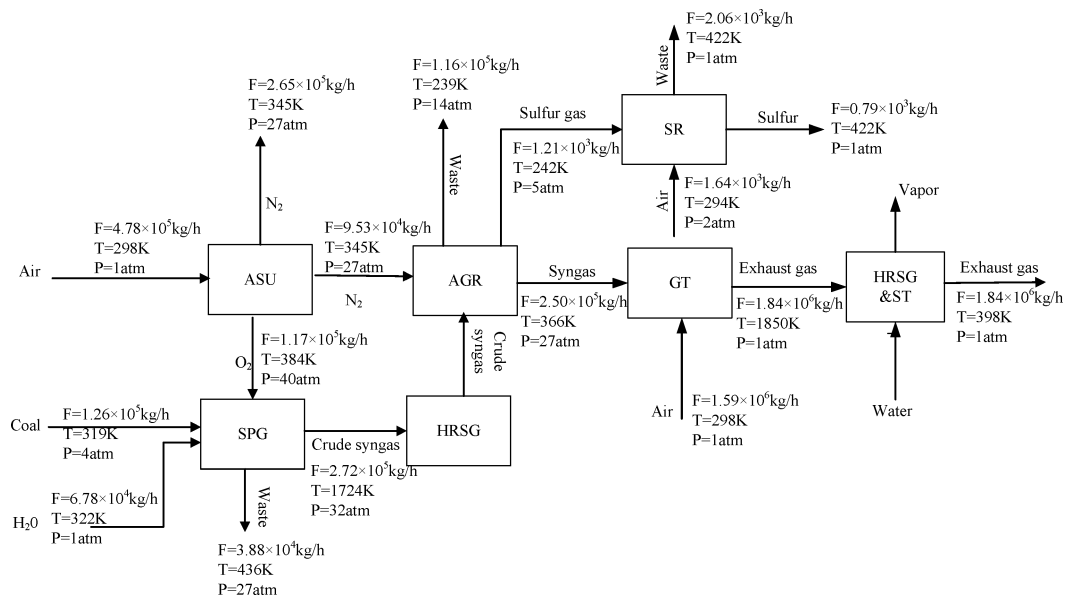 F=2.06×10³kg/h
T=422K
P=1atm
Waste
F=1.16×10⁵kg/h
T=239K
P=14atm
Waste
F=2.65×10⁵kg/h
T=345K
P=27atm
N₂
Sulfur gas
F=1.21×10³kg/h
T=242K
P=5atm
SR
Sulfur
F=0.79×10³kg/h
T=422K
P=1atm
Air
F=1.64×10³kg/h
T=294K
P=2atm
Air
F=4.78×10⁵kg/h
T=298K
P=1atm
ASU
F=9.53×10⁴kg/h
T=345K
P=27atm
N₂
AGR
Syngas
F=2.50×10⁵kg/h
T=366K
P=27atm
GT
Exhaust gas
F=1.84×10⁶kg/h
T=1850K
P=1atm
Vapor
HRSG
&ST
Exhaust gas
F=1.84×10⁶kg/h
T=398K
P=1atm
Water
Air
F=1.59×10⁶kg/h
T=298K
P=1atm
O₂
F=1.17×10⁵kg/h
T=384K
P=40atm
Crude
syngas
Coal
F=1.26×10⁵kg/h
T=319K
P=4atm
SPG
Crude syngas
F=2.72×10⁵kg/h
T=1724K
P=32atm
HRSG
H₂0
F=6.78×10⁴kg/h
T=322K
P=1atm
Waste
F=3.88×10⁴kg/h
T=436K
P=27atm